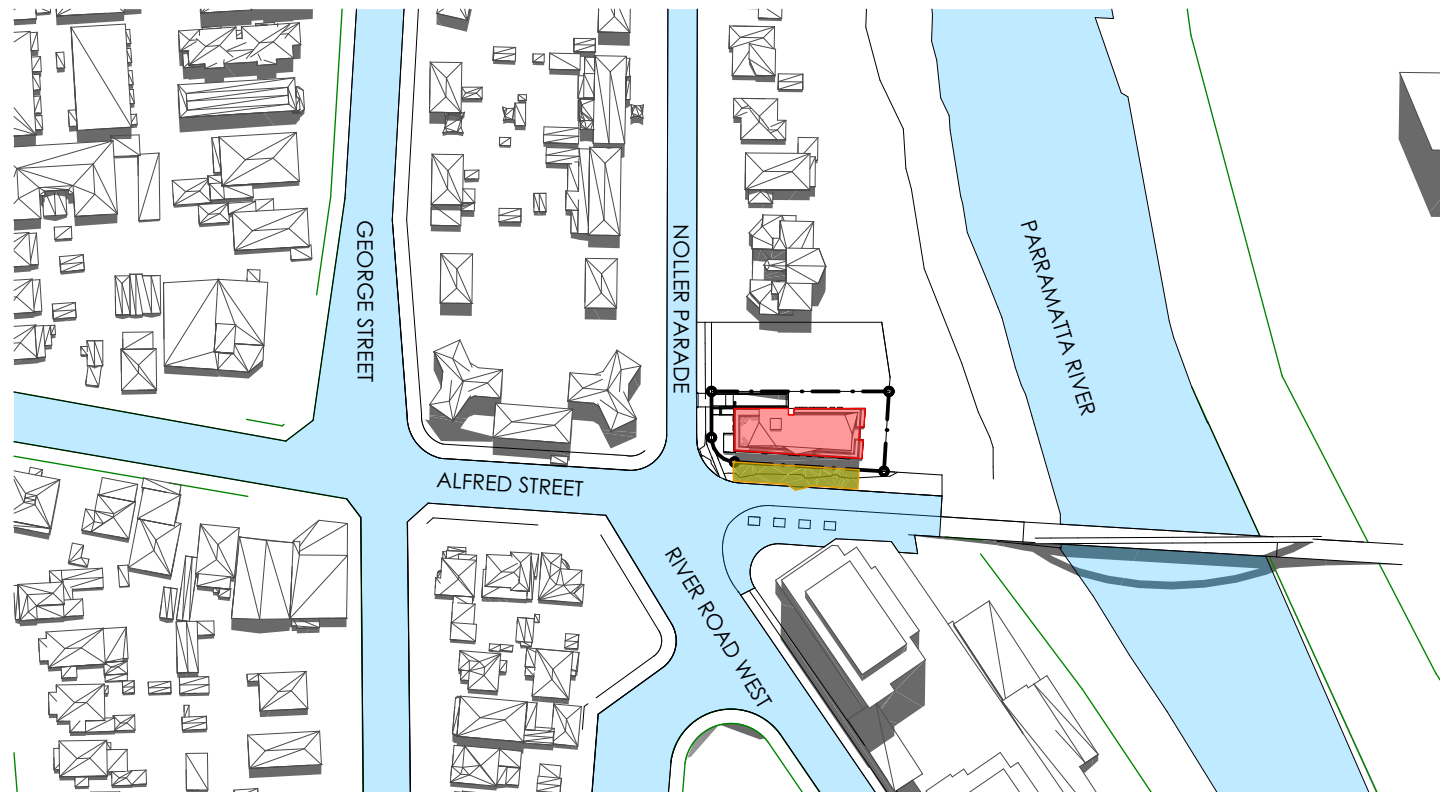 GEORGE STREET
NOLLER PARADE
PARRAMATTA RIVER
ALFRED STREET
RIVER ROAD WEST